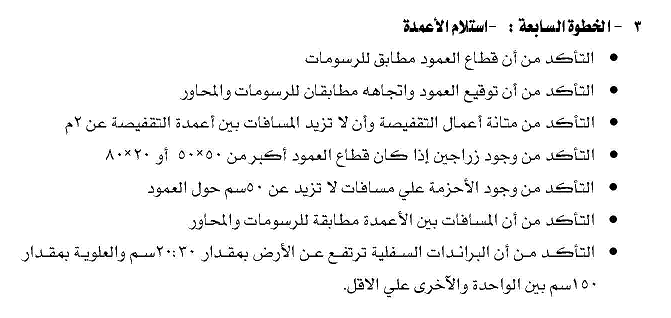 ٣ - الخطوة السابعة : - استلام الأعمدة
• التأكد من أن قطاع العمود مطابق للرسومات
• التأكد من أن توقيع العمود واتجاهه مطابقان للرسومات والمحاور
• التأكد من متانة أعمال التقفيصة وأن لا تزيد المسافات بين أعمدة التقفيصة عن ٢م
• التأكد من وجود زراجين إذا كان قطاع العمود أكبر من ٥٠×٥٠ أو ٢٠×٨٠
• التأكد من وجود الأحزمة علي مسافات لا تزيد عن ٥٠سم حول العمود
• التأكد من أن المسافات بين الأعمدة مطابقة للرسومات والمحاور
• التأكد من أن البراندات السفلية ترتفع عن الأرض بمقدار ٢٠:٣٠سم والعلوية بمقدار
١٥٠سم بين الواحدة والآخرى علي الاقل.